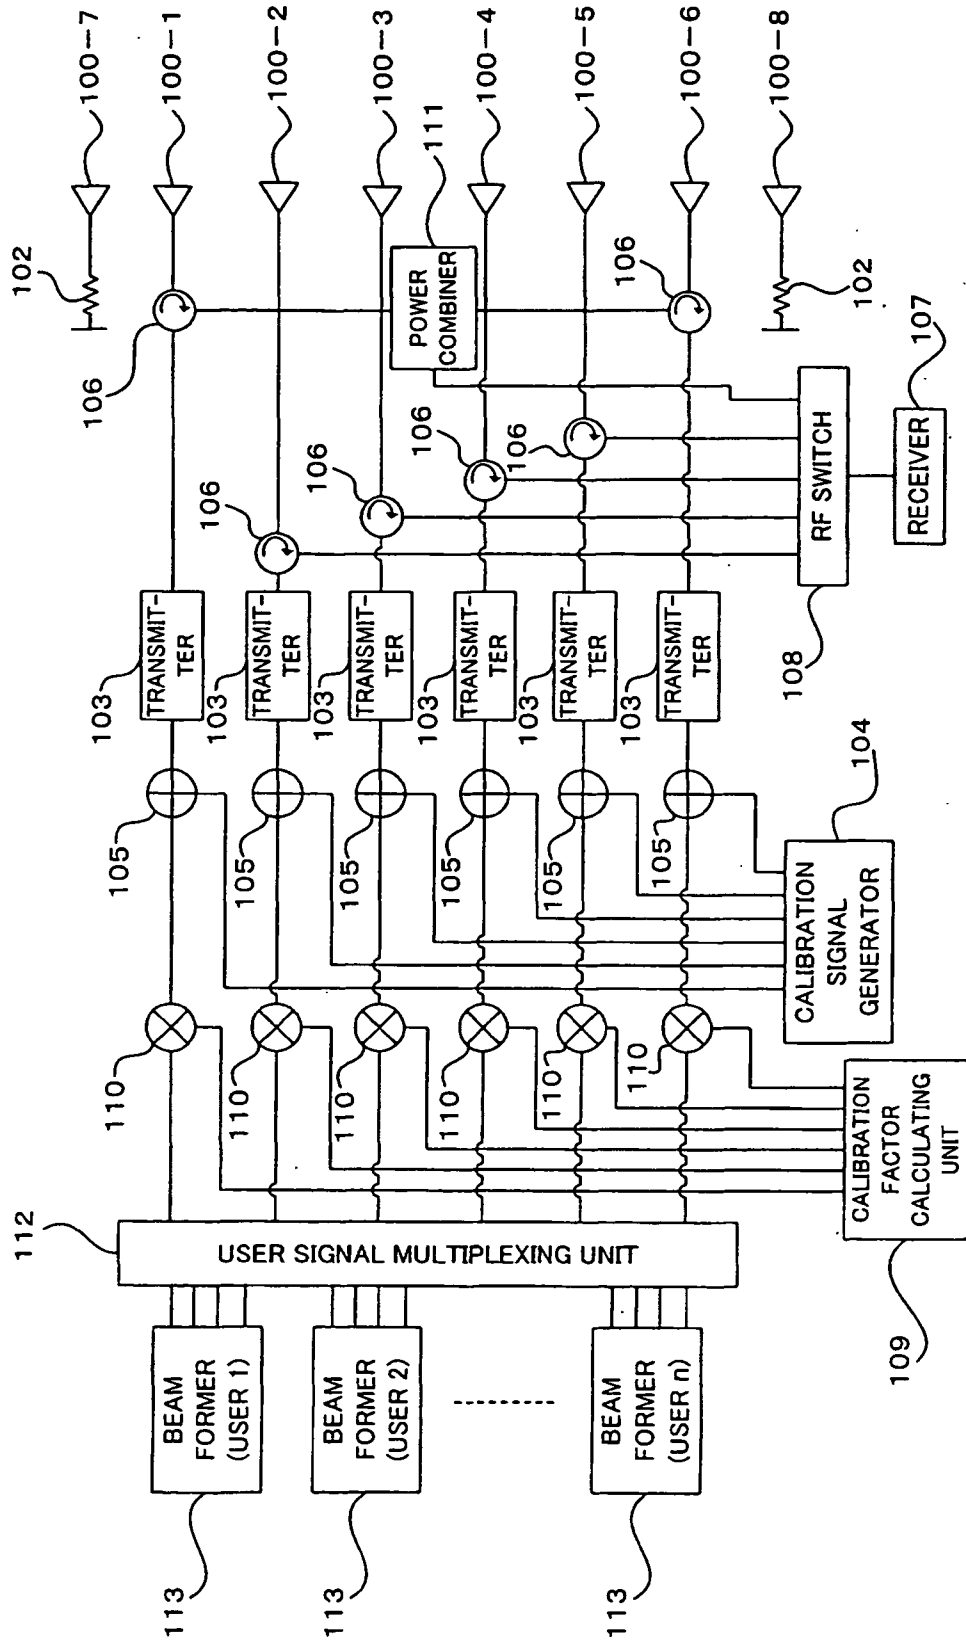 100-7
100-1
100-2
100-3
100-4
100-5
100-6
100-8
111
102
106
POWER
COMBINER
106
102
107
106
106
106
106
RECEIVER
RF SWITCH
108
TRANSMIT-
TER
103
TRANSMIT-
TER
103
TRANSMIT-
TER
103
TRANSMIT-
TER
103
TRANSMIT-
TER
103
TRANSMIT-
TER
103
105
105
105
105
105
105
104
CALIBRATION
SIGNAL
GENERATOR
110
110
110
110
110
110
CALIBRATION
FACTOR
CALCULATING
UNIT
109
112
USER SIGNAL MULTIPLEXING UNIT
BEAM
FORMER
(USER 1)
BEAM
FORMER
(USER 2)
BEAM
FORMER
(USER n)
113
113
113